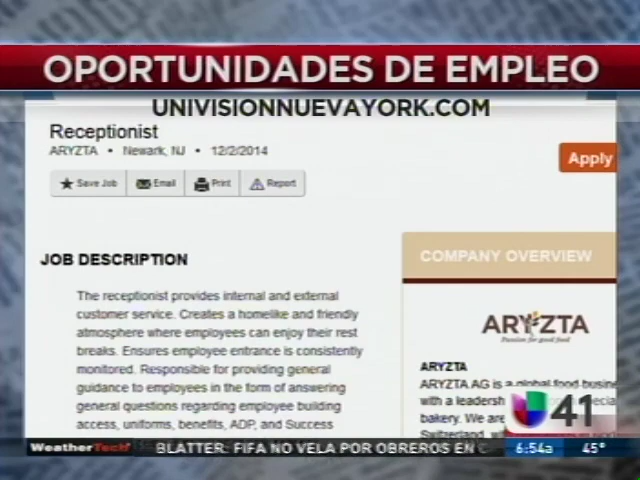 OPORTUNIDADES DE EMPLEO
UNIVISIONNUEVAYORK.COM
Receptionist
ARYZTA • Newark, NJ • 12/2/2014
Apply
Save Job Email Print Report
JOB DESCRIPTION
The receptionist provides internal and external
customer service. Creates a homelike and friendly
atmosphere where employees can enjoy their rest
breaks. Ensures employee entrance is consistently
monitored. Responsible for providing general
guidance to employees in the form of answering
general questions regarding employee building
access, uniforms, benefits, ADP, and Success
COMPANY OVERVIEW
ARYZTA
Passion for good food
ARYZTA
ARYZTA AG is a global food busine
with a leadership
bakery. We are
Switzerland, wi
41
WeatherTech BLATTER: FIFA NO VELA POR OBREROS EN 6:54a 45°